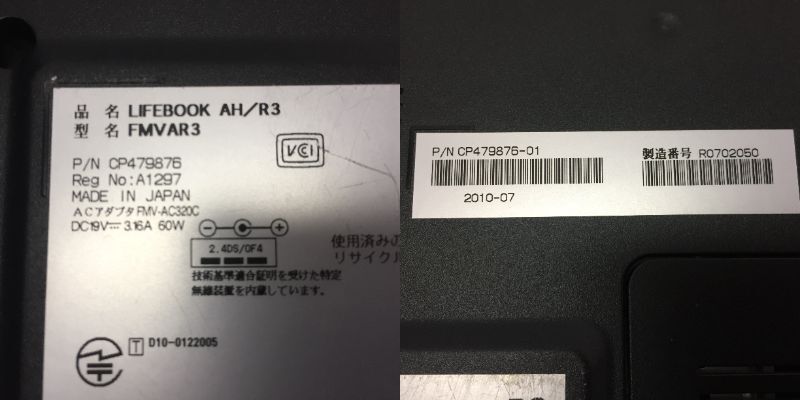 品 名 LIFEBOOK AH/R3
型 名 FMVAR3
VCI
P/N CP479876
Reg No:A1297
MADE IN JAPAN
ACアダプタ FMV-AC320C
DC19V⎓ 3.16A 60W
2.4DS/OF4
使用済み
リサイクル
技術基準適合証明を受けた特定
無線装置を内蔵しています。
T D10-0122005
P/N CP479876-01
製造番号 R0702050
2010-07